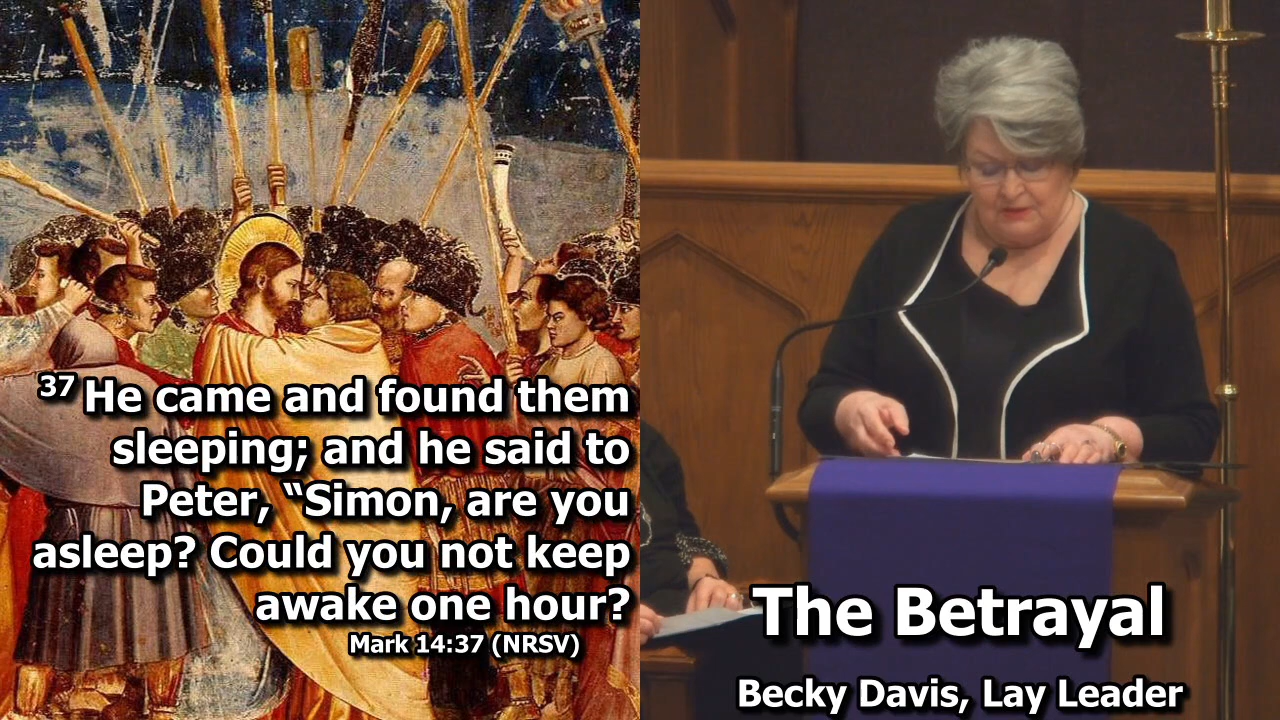 37 He came and found them
sleeping; and he said to
Peter, “Simon, are you
asleep? Could you not keep
awake one hour?
Mark 14:37 (NRSV)
The Betrayal
Becky Davis, Lay Leader